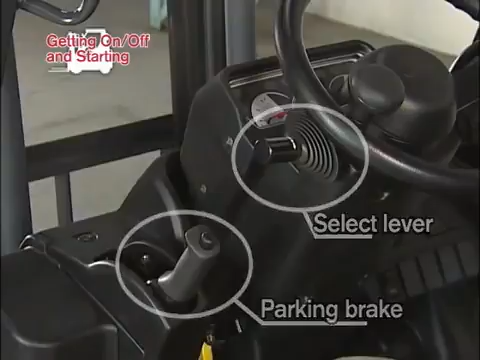 Getting On/Off
and Starting
Select lever
Parking brake